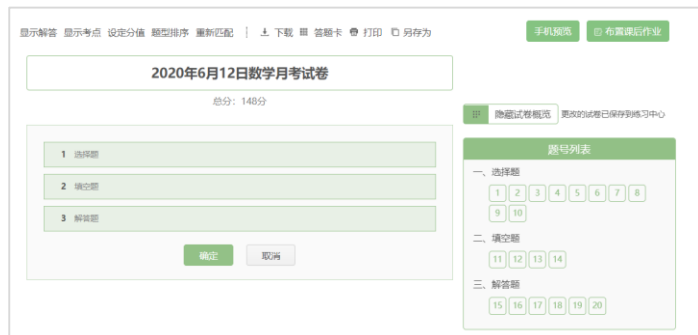 显示解答 显示考点 设定分值 题型排序 重新匹配 下载 答题卡 打印 另存为
手机预览 布置课后作业
2020年6月12日数学月考试卷
总分：148分
1 选择题
2 填空题
3 解答题
确定 取消
隐藏试卷概览 更改的试卷已保存到练习中心
题号列表
一、选择题
1 2 3 4 5 6 7 8
9 10
二、填空题
11 12 13 14
三、解答题
15 16 17 18 19 20